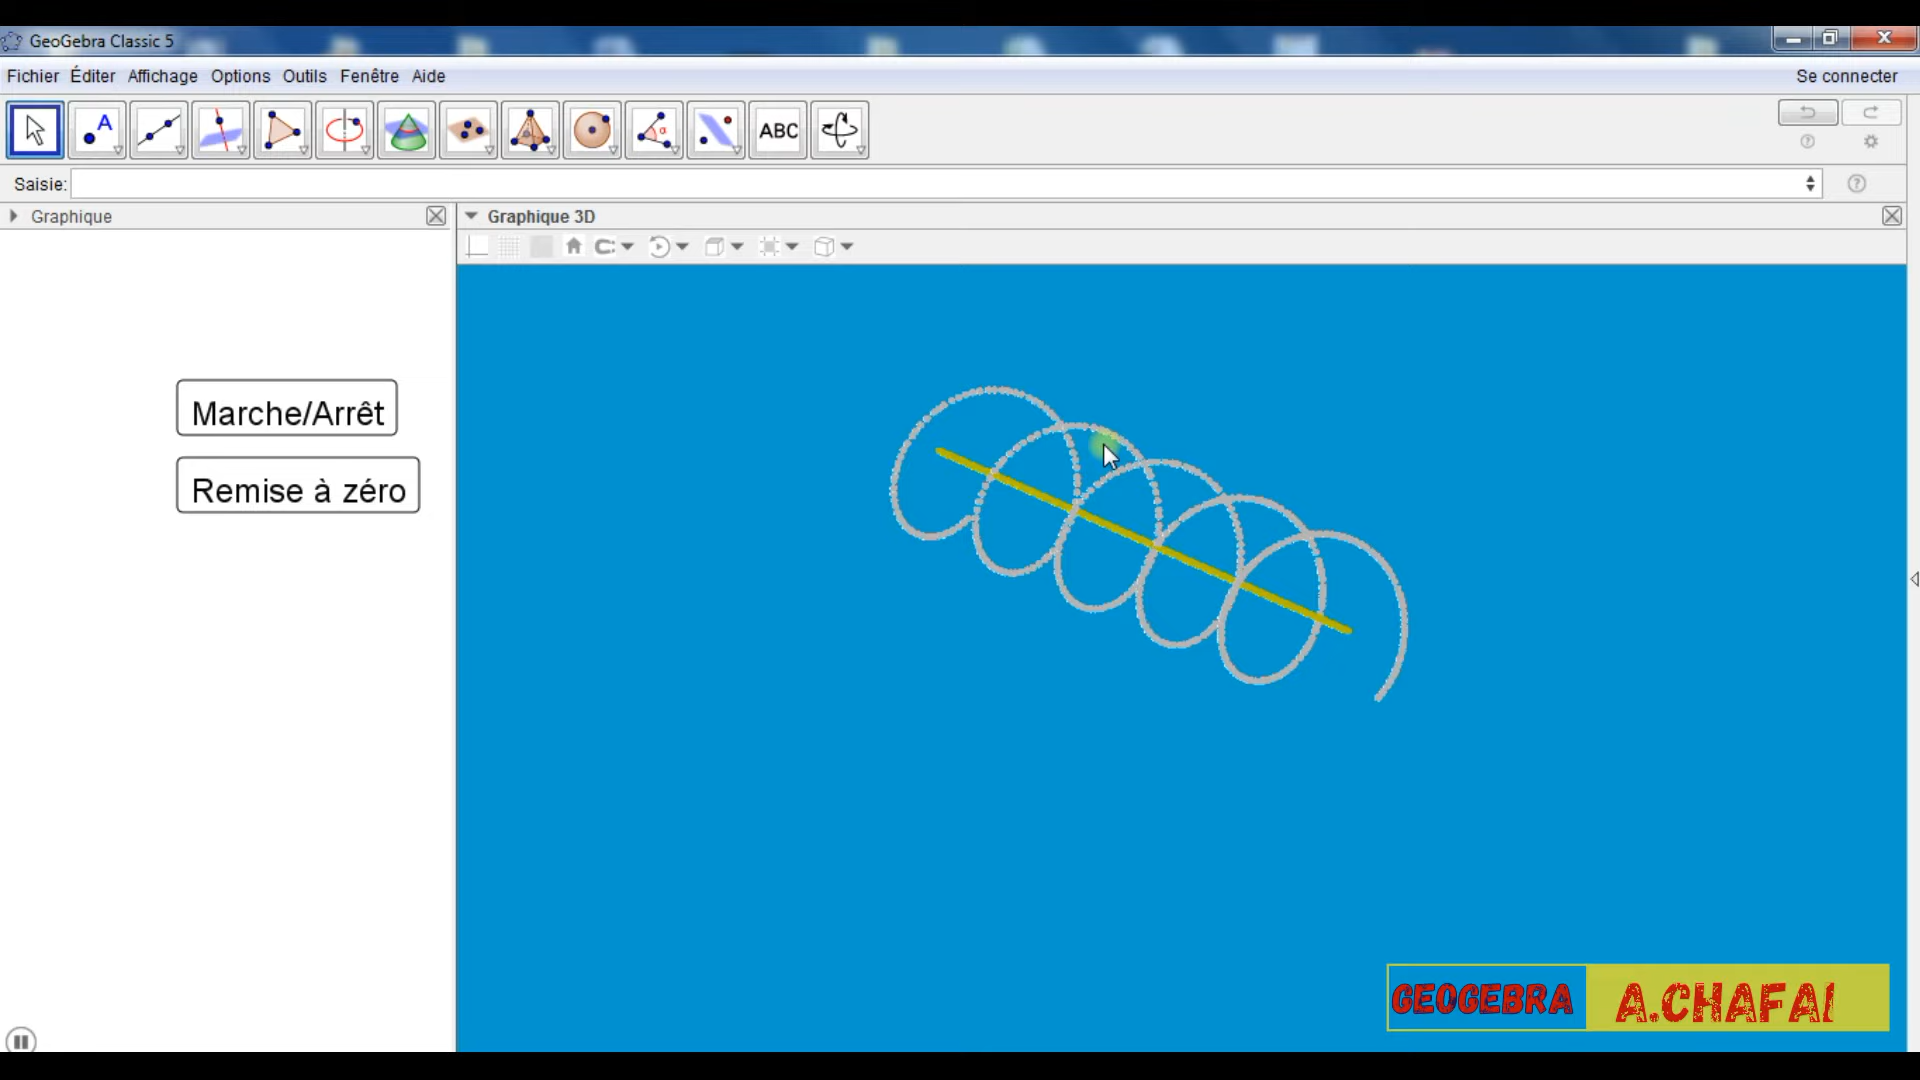 GeoGebra Classic 5
Fichier Éditer Affichage Options Outils Fenêtre Aide
Se connecter
A
α
ABC
Saisie:
Graphique
Graphique 3D
Marche/Arrêt
Remise à zéro
GEOGEBRA
A.CHAFAI